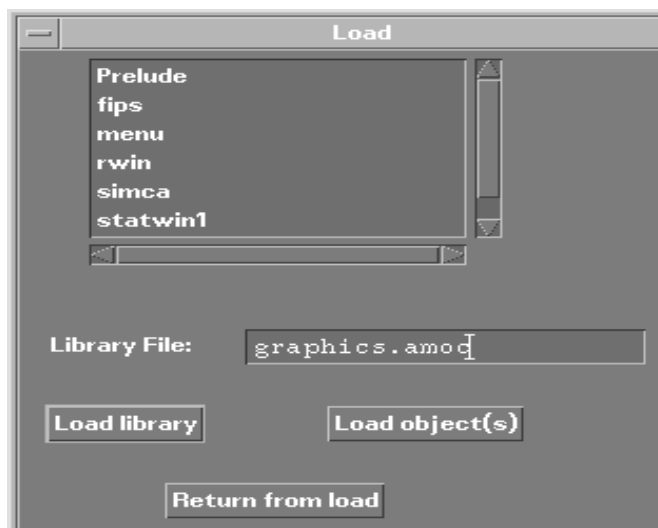 Load
Prelude
fips
menu
rwin
simca
statwin1
Library File: graphics.amod
Load library Load object(s)
Return from load